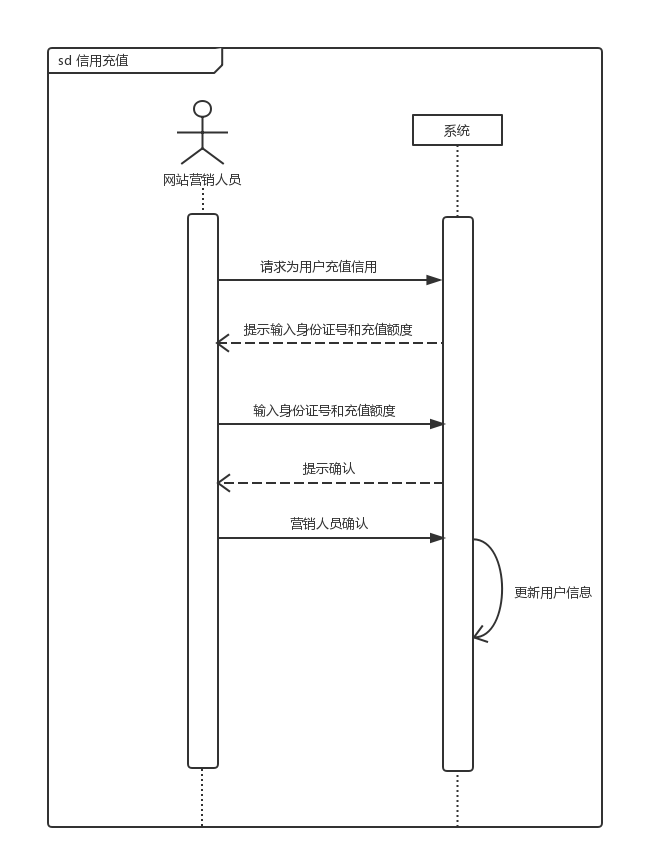 sd 信用充值
系统
网站营销人员
请求为用户充值信用
提示输入身份证号和充值额度
输入身份证号和充值额度
提示确认
营销人员确认
更新用户信息